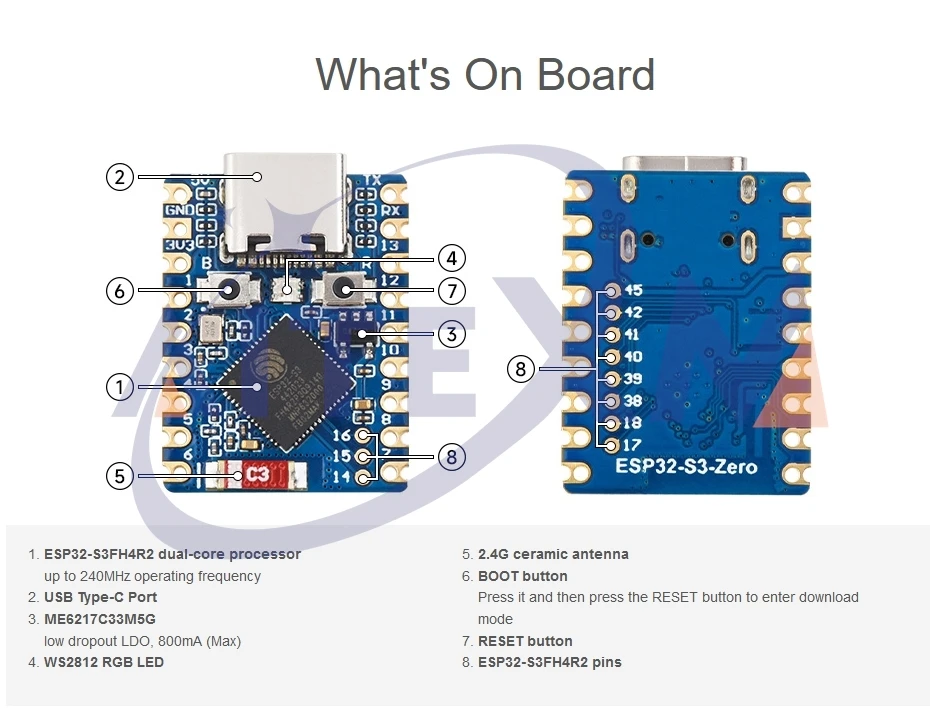 What's On Board
5V
TX
GND
RX
3V3
13
B
R
1
12
2
11
3
10
4
9
5
8
6
7
16
15
14
C3
ESP32-S3
2
4
6
7
3
1
8
5
45
42
41
40
39
38
18
17
8
ESP32-S3-Zero
1. ESP32-S3FH4R2 dual-core processor
up to 240MHz operating frequency
2. USB Type-C Port
3. ME6217C33M5G
low dropout LDO, 800mA (Max)
4. WS2812 RGB LED
5. 2.4G ceramic antenna
6. BOOT button
Press it and then press the RESET button to enter download
mode
7. RESET button
8. ESP32-S3FH4R2 pins